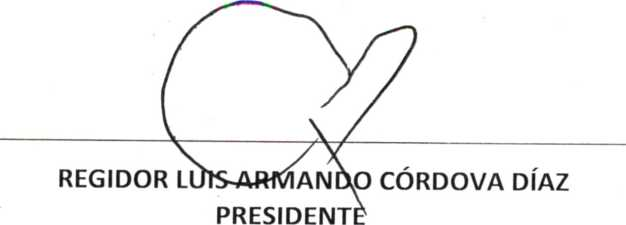 REGIDOR LUIS ARMANDO CÓRDOVA DÍAZ
PRESIDENTE